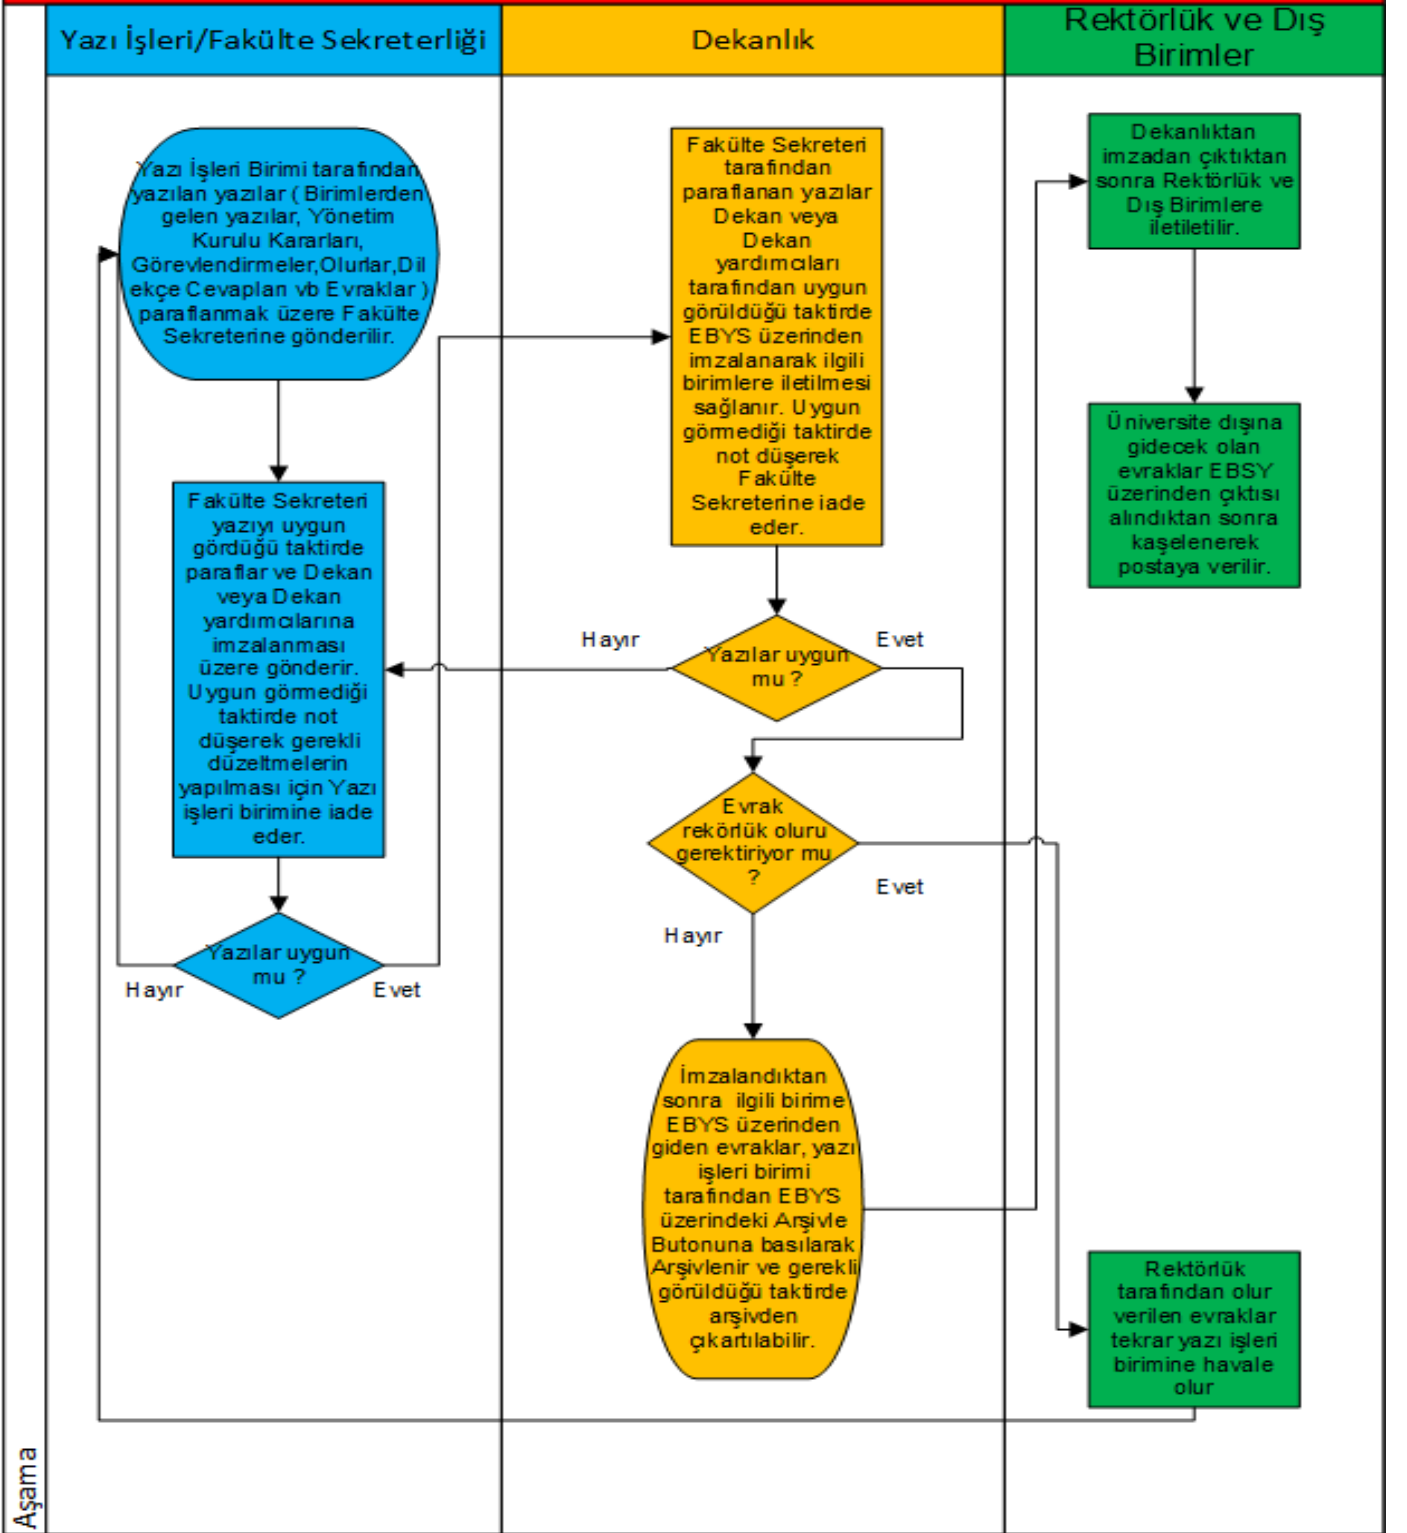 Yazı İşleri/Fakülte Sekreterliği
Dekanlık
Rektörlük ve Dış
Birimler
Yazı İşleri Birimi tarafından
yazılan yazılar ( Birimlerden
gelen yazılar, Yönetim
Kurulu Kararları,
Görevlendirmeler,Olurlar,Dil
ekçe Cevapları vb Evraklar )
paraflanmak üzere Fakülte
Sekreterine gönderilir.
Fakülte Sekreteri
yazıyı uygun
gördüğü taktirde
paraflar ve Dekan
veya Dekan
yardımcılarına
imzalanması
üzere gönderir.
Uygun görmediği
taktirde not
düşerek gerekli
düzeltmelerin
yapılması için Yazı
işleri birimine iade
eder.
Yazılar uygun
mu ?
Hayır
Evet
Fakülte Sekreteri
tarafından
paraflanan yazılar
Dekan veya
Dekan
yardımcıları
tarafından uygun
görüldüğü taktirde
EBYS üzerinden
imzalanarak ilgili
birimlere iletilmesi
sağlanır. Uygun
görmediği taktirde
not düşerek
Fakülte
Sekreterine iade
eder.
Hayır
Evet
Yazılar uygun
mu ?
Evrak
rekörlük oluru
gerektiriyor mu
?
Evet
Hayır
İmzalandıktan
sonra ilgili birime
EBYS üzerinden
giden evraklar, yazı
işleri birimi
tarafından EBYS
üzerindeki Arşivle
Butonuna basılarak
Arşivlenir ve gerekli
görüldüğü taktirde
arşivden
çıkartılabilir.
Dekanlıktan
imzadan çıktıktan
sonra Rektörlük ve
Dış Birimlere
iletiletilir.
Üniversite dışına
gidecek olan
evraklar EBSY
üzerinden çıktısı
alındıktan sonra
kaşelenerek
postaya verilir.
Rektörlük
tarafından olur
verilen evraklar
tekrar yazı işleri
birimine havale
olur
Aşama